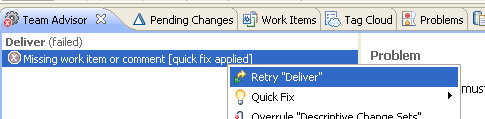 Team Advisor Pending Changes Work Items Tag Cloud Problems
Deliver (failed)
Missing work item or comment [quick fix applied]
Problem
Retry "Deliver"
Quick Fix
must
Overrule "Descriptive Change Sets"